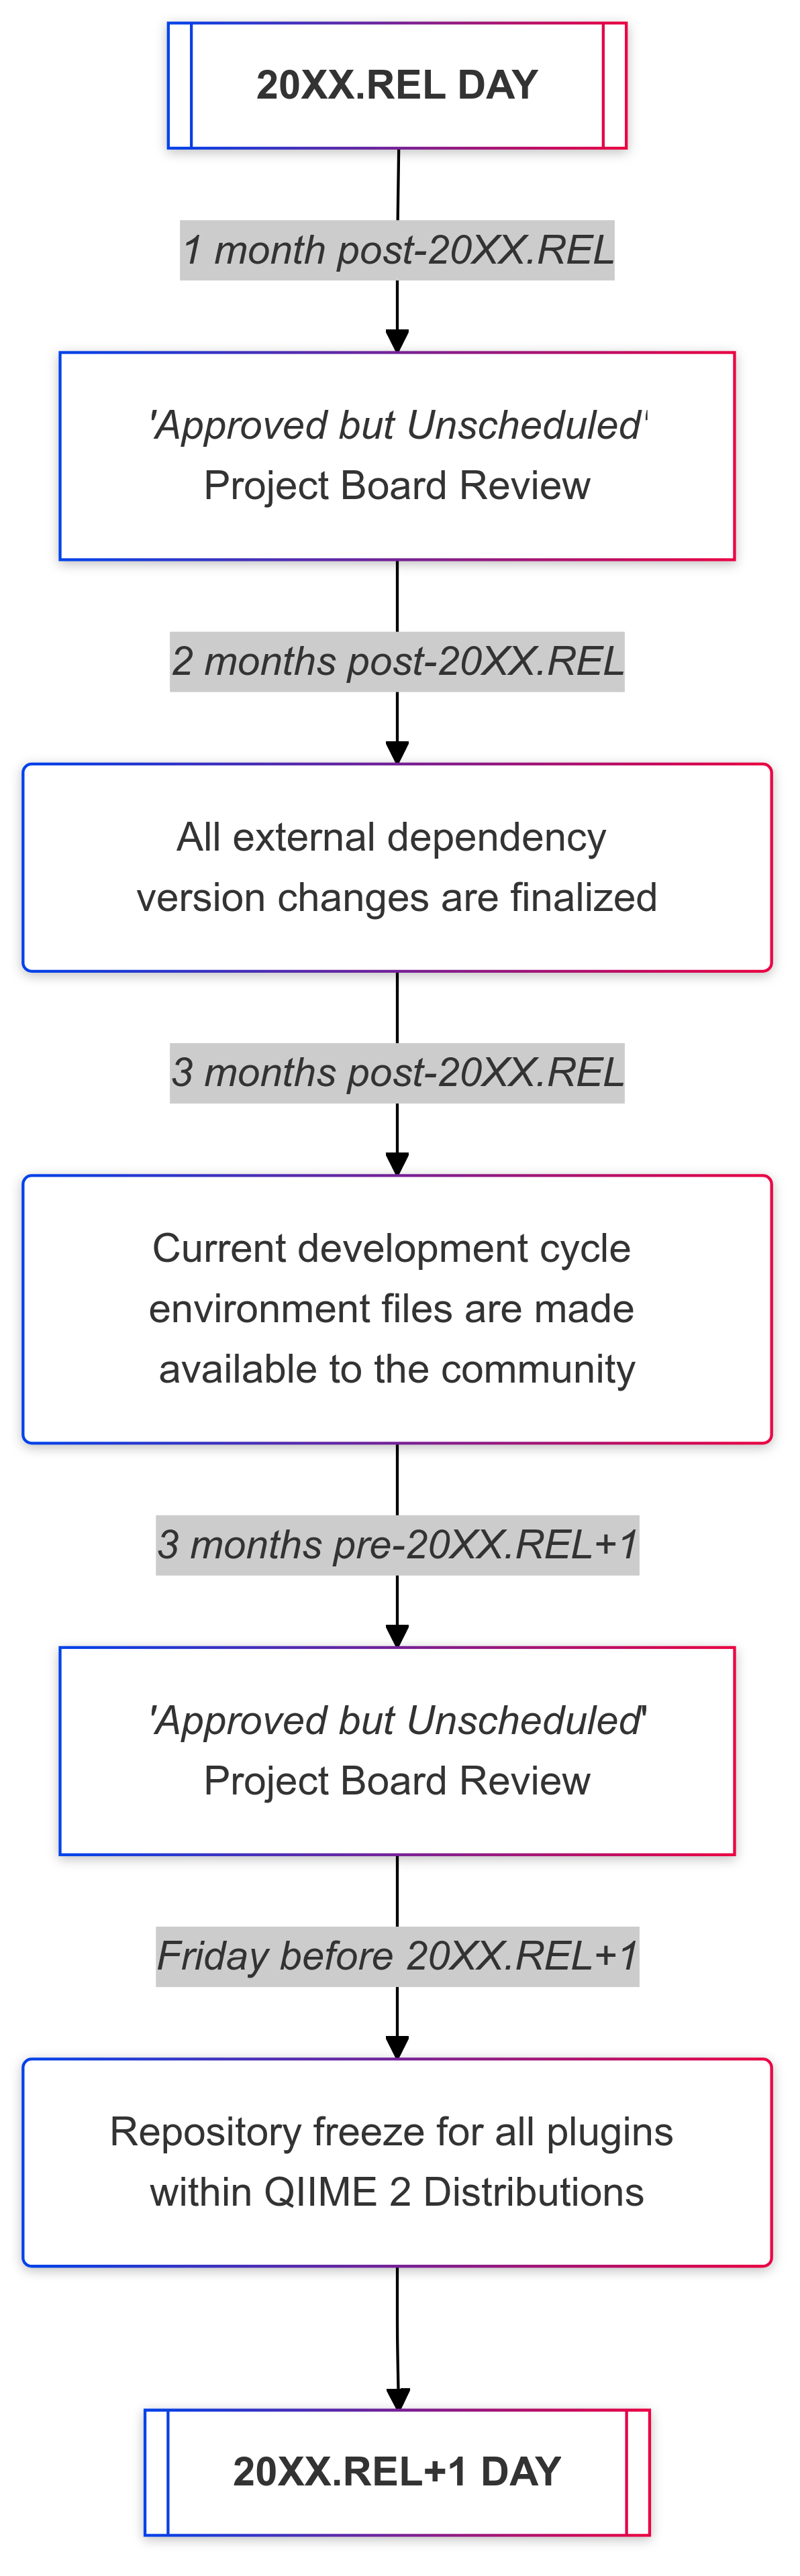 20XX.REL DAY
1 month post-20XX.REL
'Approved but Unscheduled'
Project Board Review
2 months post-20XX.REL
All external dependency
version changes are finalized
3 months post-20XX.REL
Current development cycle
environment files are made
available to the community
3 months pre-20XX.REL+1
'Approved but Unscheduled'
Project Board Review
Friday before 20XX.REL+1
Repository freeze for all plugins
within QIIME 2 Distributions
20XX.REL+1 DAY